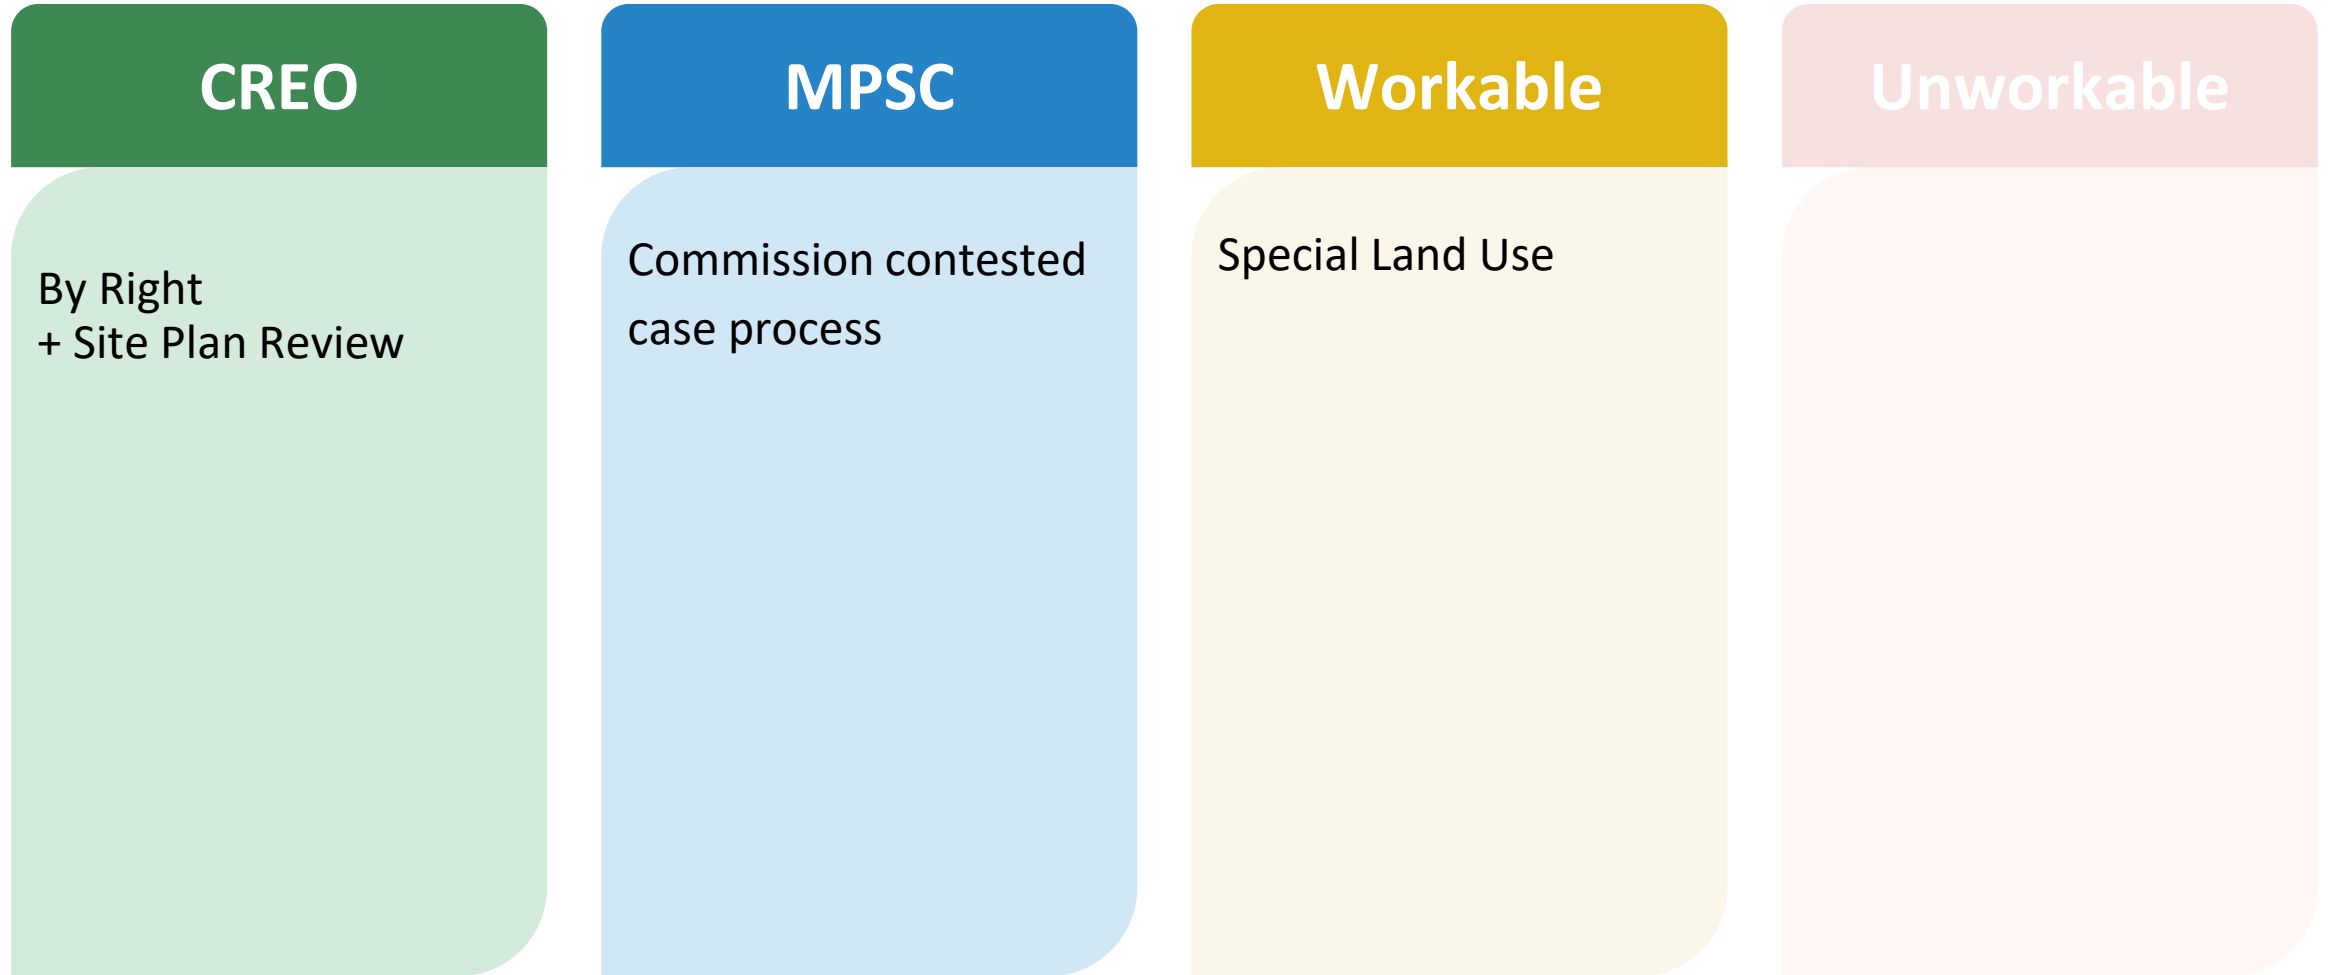 CREO
By Right
+ Site Plan Review
MPSC
Commission contested
case process
Workable
Special Land Use
Unworkable